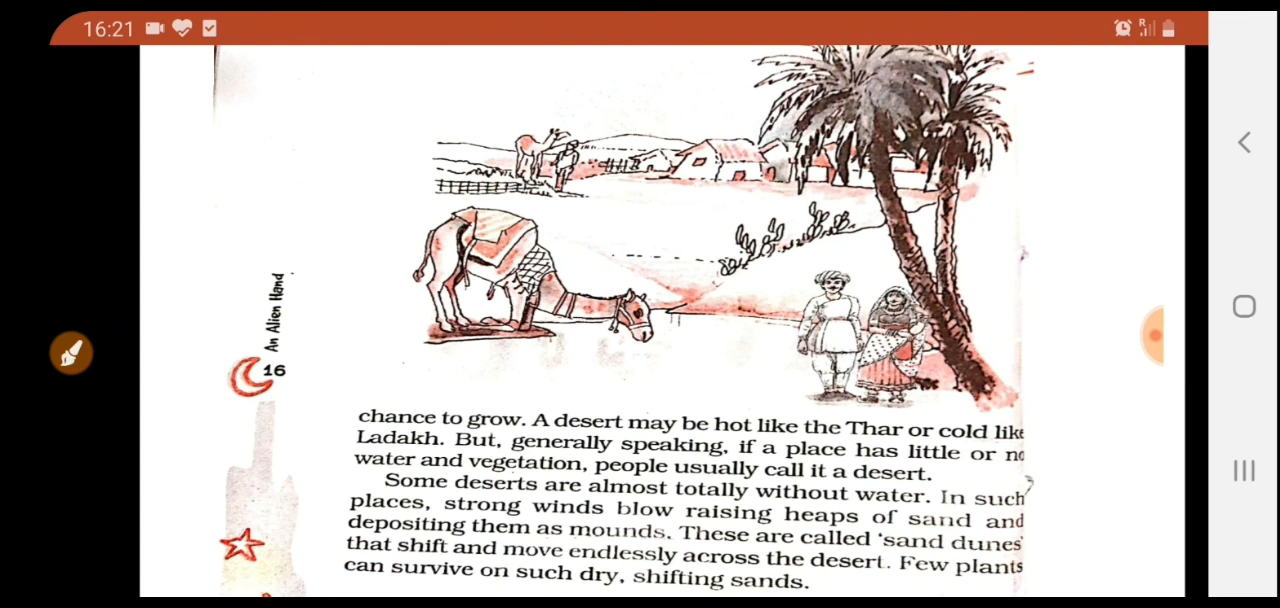 16:21
R
An Alien Hand
16
chance to grow. A desert may be hot like the Thar or cold like
Ladakh. But, generally speaking, if a place has little or no
water and vegetation, people usually call it a desert.
Some deserts are almost totally without water. In such
places, strong winds blow raising heaps of sand and
depositing them as mounds. These are called ‘sand dunes’
that shift and move endlessly across the desert. Few plants
can survive on such dry, shifting sands.